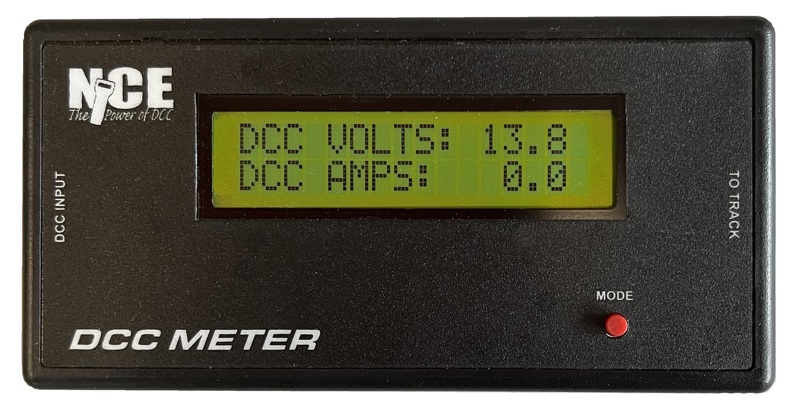 NCE
The Power of DCC
DCC VOLTS: 13.8
DCC AMPS: 0.0
DCC INPUT
TO TRACK
MODE
DCC METER